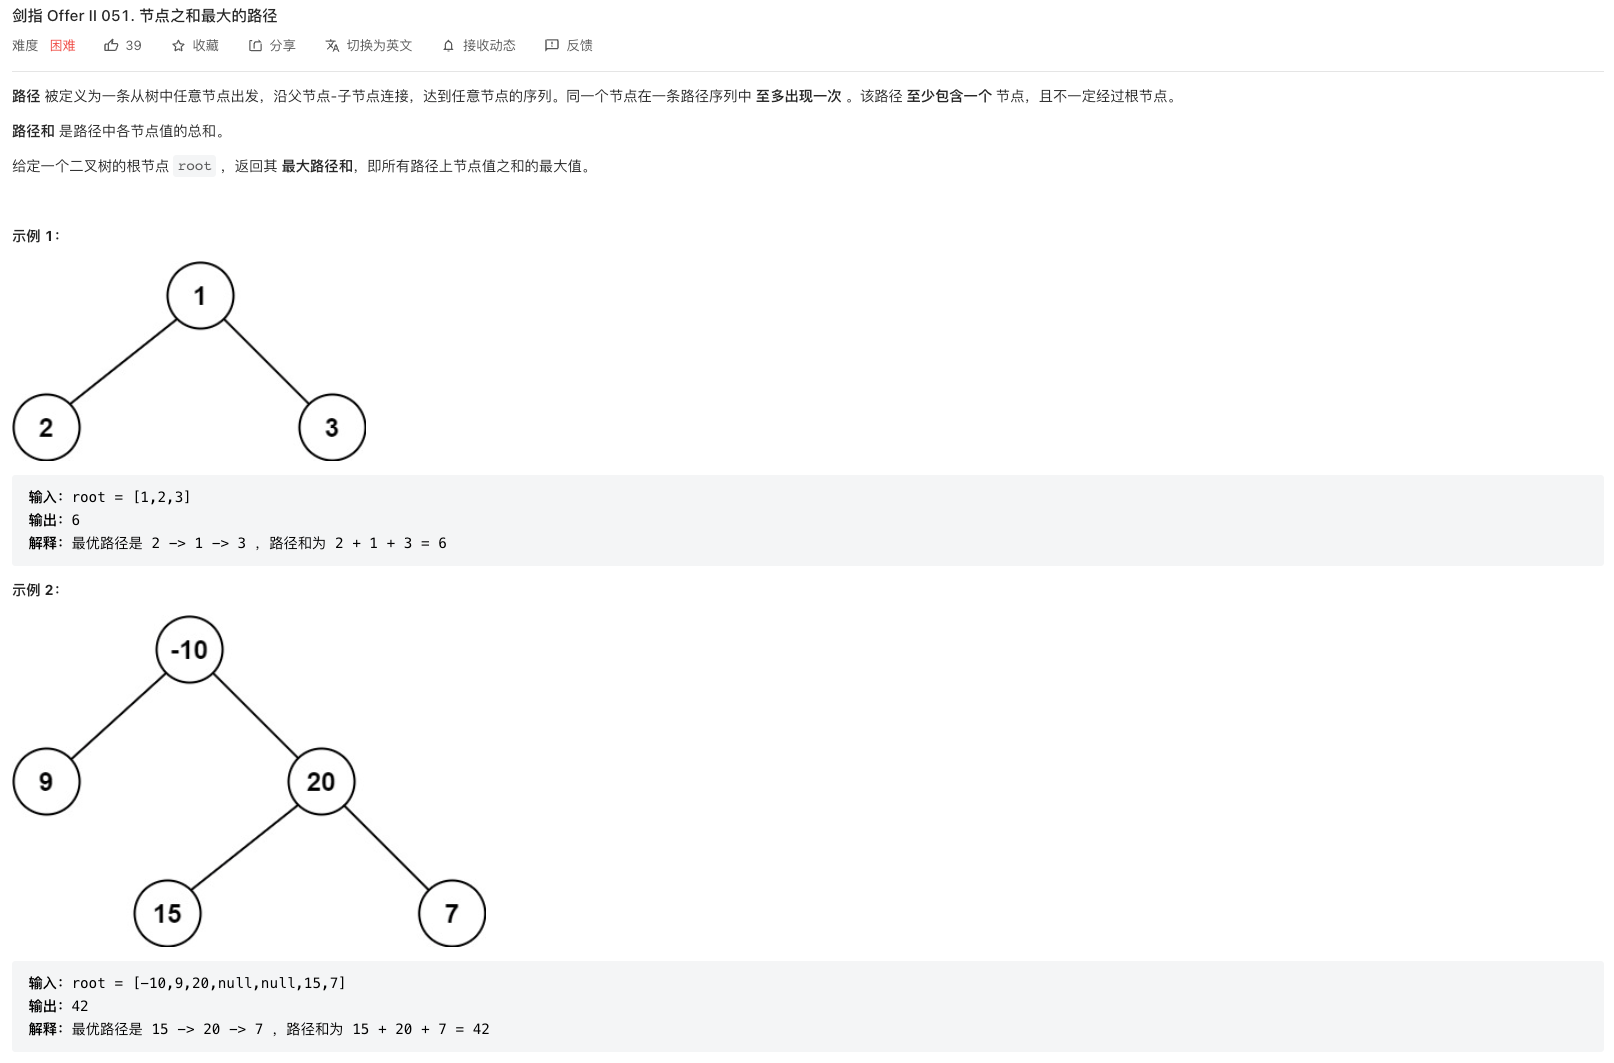 剑指 Offer II 051. 节点之和最大的路径
难度 困难 39 收藏 分享 切换为英文 接收动态 反馈
路径 被定义为一条从树中任意节点出发，沿父节点-子节点连接，达到任意节点的序列。同一个节点在一条路径序列中 至多出现一次 。该路径 至少包含一个 节点，且不一定经过根节点。
路径和 是路径中各节点值的总和。
给定一个二叉树的根节点 root ，返回其 最大路径和，即所有路径上节点值之和的最大值。
示例 1：
1
2 3
输入：root = [1,2,3]
输出：6
解释：最优路径是 2 -> 1 -> 3 ，路径和为 2 + 1 + 3 = 6
示例 2：
-10
9 20
15 7
输入：root = [-10,9,20,null,null,15,7]
输出：42
解释：最优路径是 15 -> 20 -> 7 ，路径和为 15 + 20 + 7 = 42